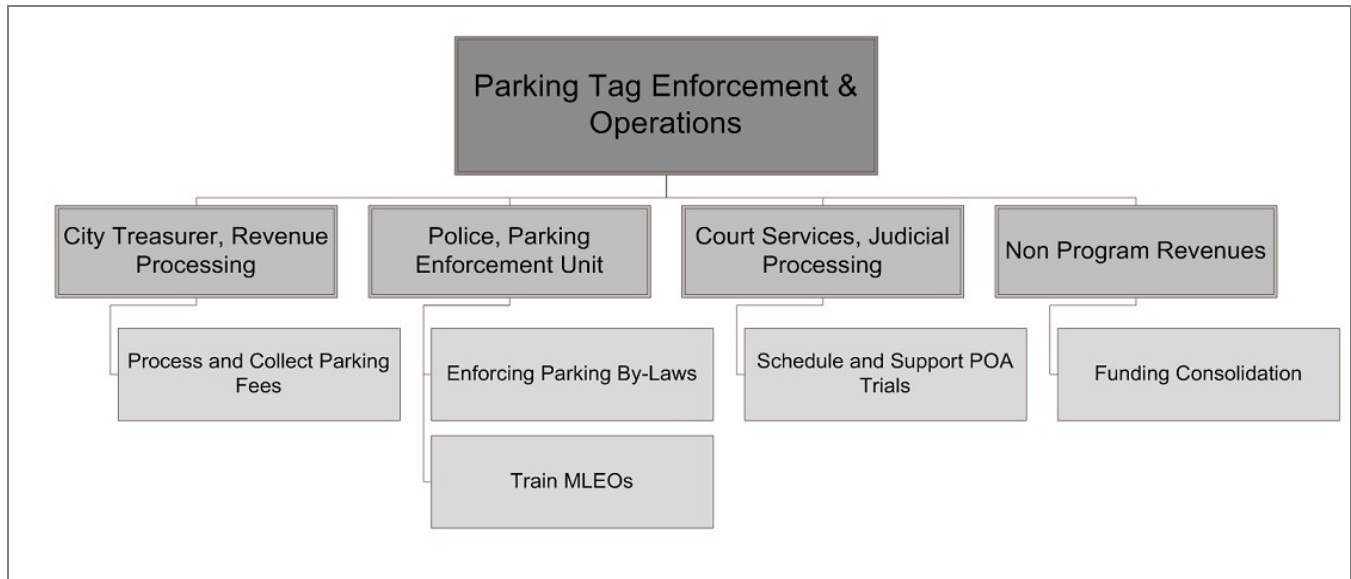 Parking Tag Enforcement &
Operations
City Treasurer, Revenue
Processing
Police, Parking
Enforcement Unit
Court Services, Judicial
Processing
Non Program Revenues
Process and Collect Parking
Fees
Enforcing Parking By-Laws
Schedule and Support POA
Trials
Funding Consolidation
Train MLEOs